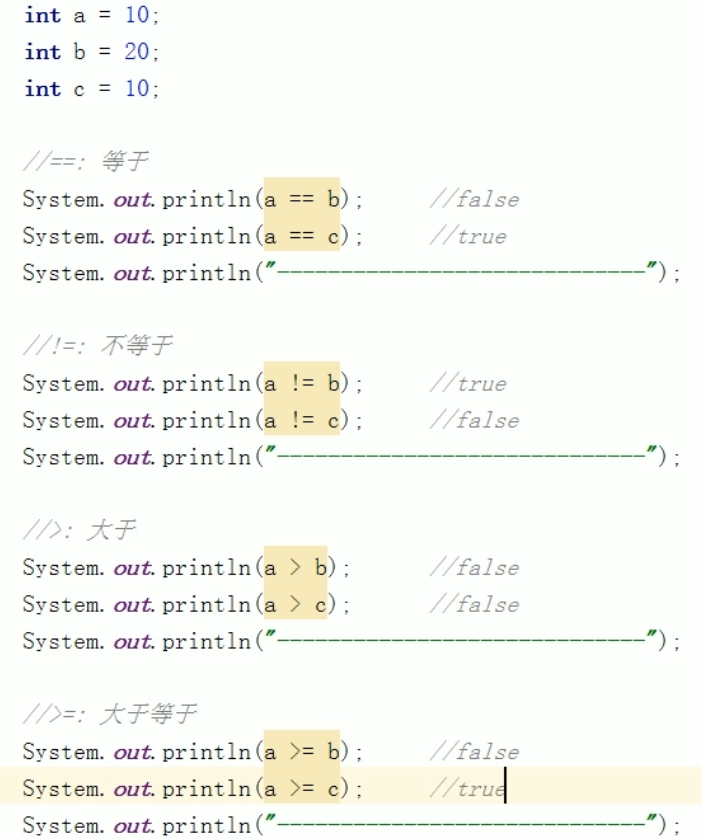 int a = 10;
int b = 20;
int c = 10;
//==: 等于
System.out.println(a == b);     //false
System.out.println(a == c);     //true
System.out.println("-----------------------------");
//!=: 不等于
System.out.println(a != b);     //true
System.out.println(a != c);     //false
System.out.println("-----------------------------");
//>: 大于
System.out.println(a > b);      //false
System.out.println(a > c);      //false
System.out.println("-----------------------------");
//>=: 大于等于
System.out.println(a >= b);     //false
System.out.println(a >= c);     //true
System.out.println("-----------------------------");